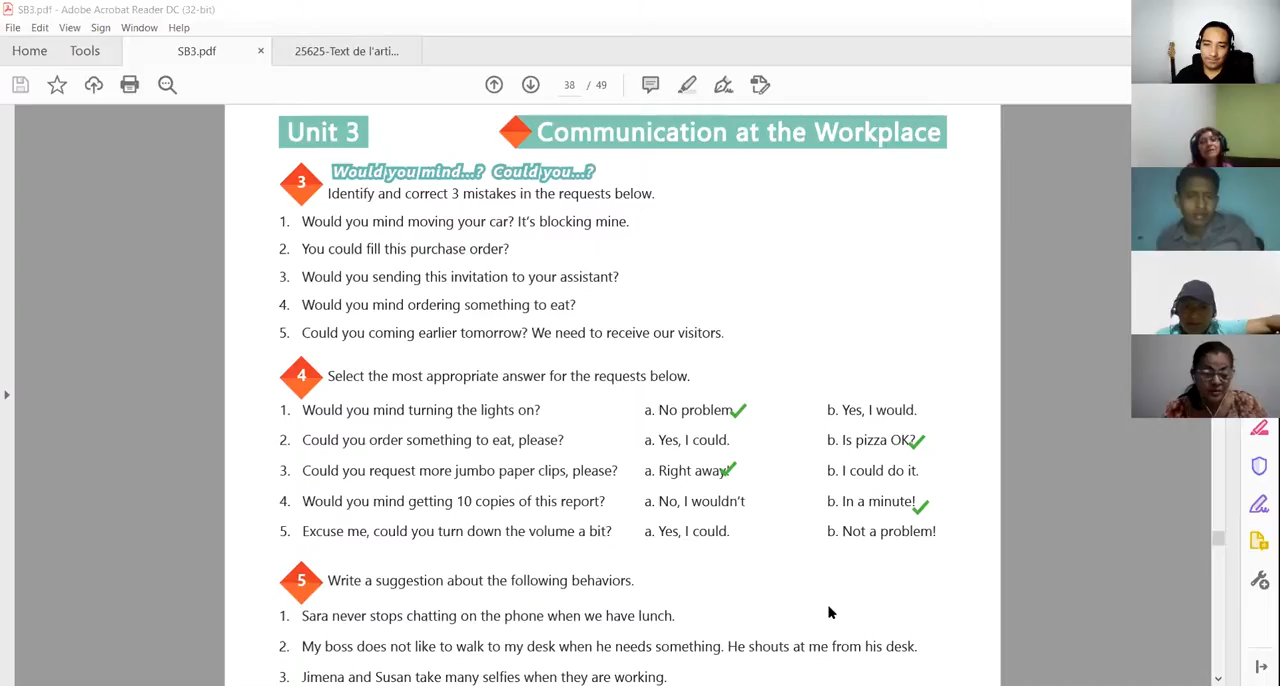 SB3.pdf - Adobe Acrobat Reader DC (32-bit)
File Edit View Sign Window Help
Home Tools SB3.pdf × 25625-Text de l'arti...
38 / 49
Unit 3 Communication at the Workplace
3 Would you mind...? Could you...?
Identify and correct 3 mistakes in the requests below.
1. Would you mind moving your car? It's blocking mine.
2. You could fill this purchase order?
3. Would you sending this invitation to your assistant?
4. Would you mind ordering something to eat?
5. Could you coming earlier tomorrow? We need to receive our visitors.
4 Select the most appropriate answer for the requests below.
1. Would you mind turning the lights on? a. No problem b. Yes, I would.
2. Could you order something to eat, please? a. Yes, I could. b. Is pizza OK?
3. Could you request more jumbo paper clips, please? a. Right away! b. I could do it.
4. Would you mind getting 10 copies of this report? a. No, I wouldn't b. In a minute!
5. Excuse me, could you turn down the volume a bit? a. Yes, I could. b. Not a problem!
5 Write a suggestion about the following behaviors.
1. Sara never stops chatting on the phone when we have lunch.
2. My boss does not like to walk to my desk when he needs something. He shouts at me from his desk.
3. Jimena and Susan take many selfies when they are working.